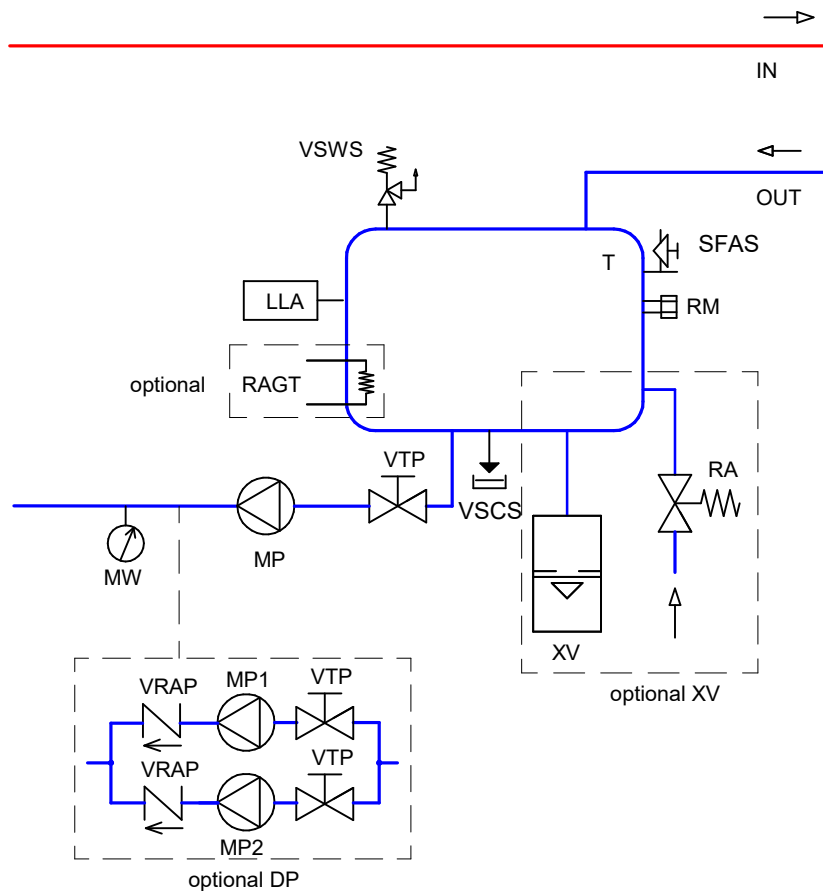 IN
VSWS
OUT
SFAS
T
LLA
RM
optional
RAGT
VTP
RA
VSCS
MP
MW
XV
optional XV
VRAP
MP1
VTP
VRAP
VTP
MP2
optional DP